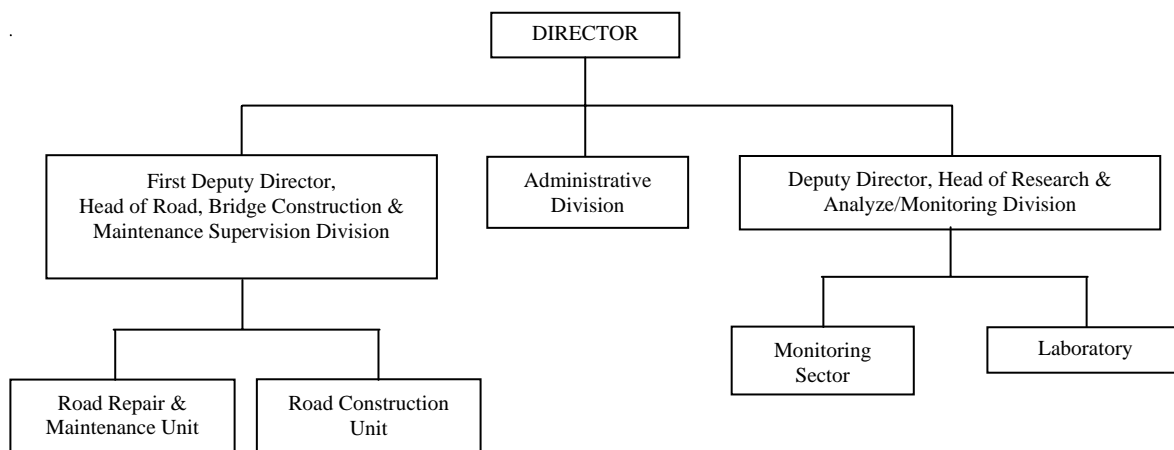 DIRECTOR
First Deputy Director,
Head of Road, Bridge Construction &
Maintenance Supervision Division
Administrative
Division
Deputy Director, Head of Research &
Analyze/Monitoring Division
Road Repair &
Maintenance Unit
Road Construction
Unit
Monitoring
Sector
Laboratory